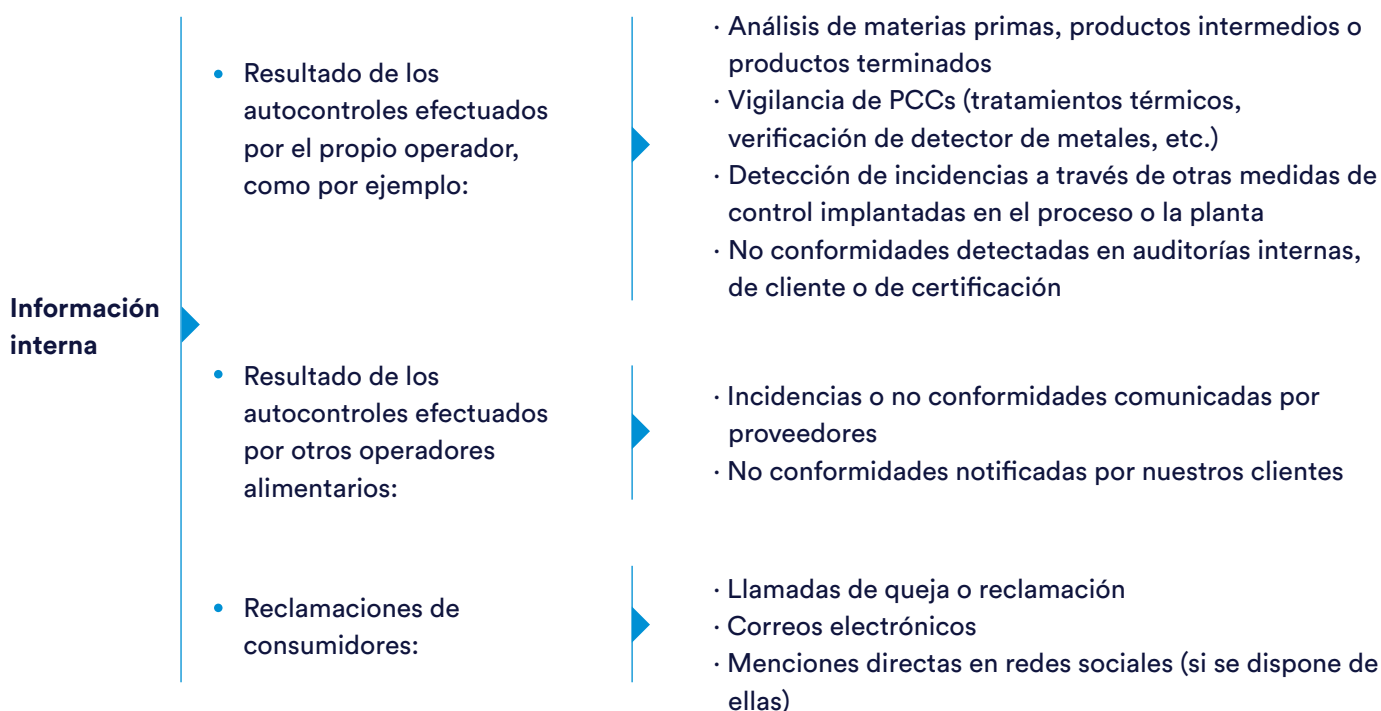 Información
interna
• Resultado de los
autocontroles efectuados
por el propio operador,
como por ejemplo:
· Análisis de materias primas, productos intermedios o
productos terminados
· Vigilancia de PCCs (tratamientos térmicos,
verificación de detector de metales, etc.)
· Detección de incidencias a través de otras medidas de
control implantadas en el proceso o la planta
· No conformidades detectadas en auditorías internas,
de cliente o de certificación
• Resultado de los
autocontroles efectuados
por otros operadores
alimentarios:
· Incidencias o no conformidades comunicadas por
proveedores
· No conformidades notificadas por nuestros clientes
• Reclamaciones de
consumidores:
· Llamadas de queja o reclamación
· Correos electrónicos
· Menciones directas en redes sociales (si se dispone de
ellas)